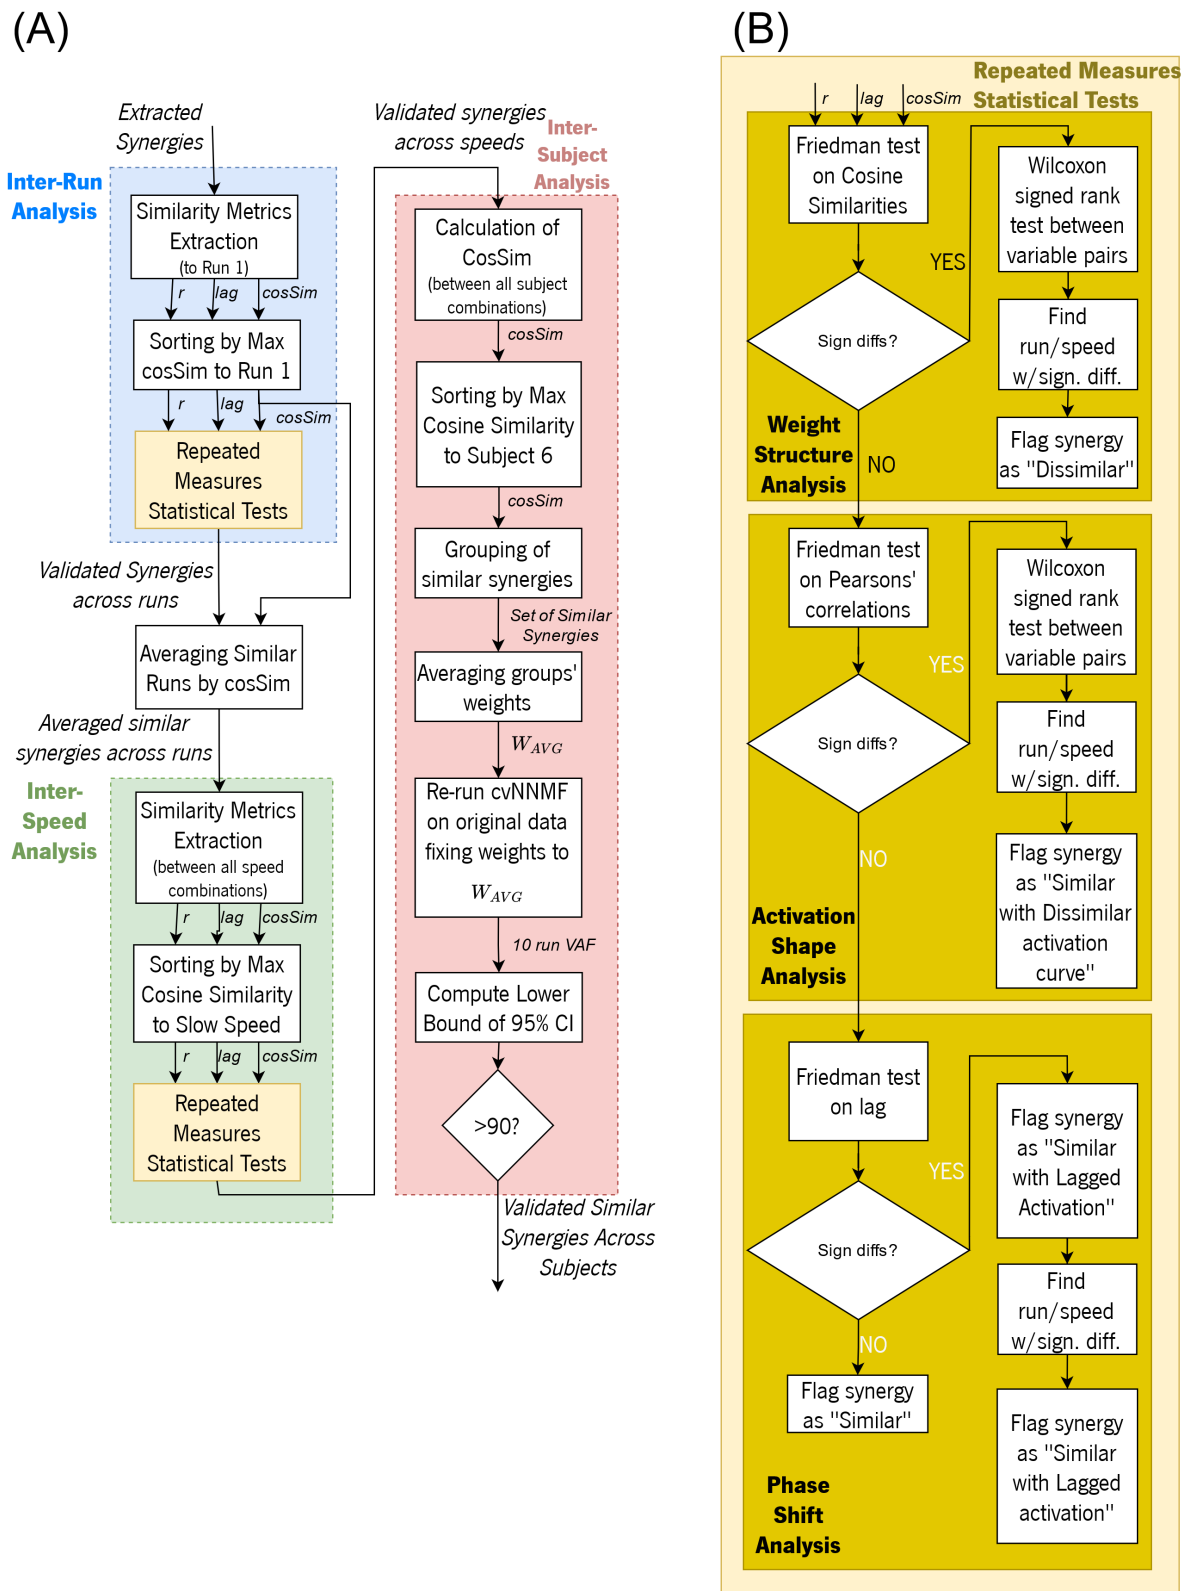 (A)
Extracted
Synergies
Inter-Run
Analysis
Similarity Metrics
Extraction
(to Run 1)
r lag cosSim
Sorting by Max
cosSim to Run 1
r lag cosSim
Repeated
Measures
Statistical Tests
Validated Synergies
across runs
Averaging Similar
Runs by cosSim
Averaged similar
synergies across runs
Inter-
Speed
Analysis
Similarity Metrics
Extraction
(between all speed
combinations)
r lag cosSim
Sorting by Max
Cosine Similarity
to Slow Speed
r lag cosSim
Repeated
Measures
Statistical Tests
Validated synergies
across speeds
Inter-
Subject
Analysis
Calculation of
CosSim
(between all subject
combinations)
cosSim
Sorting by Max
Cosine Similarity
to Subject 6
cosSim
Grouping of
similar synergies
Set of Similar
Synergies
Averaging groups'
weights
W_AVG
Re-run cvNNMF
on original data
fixing weights to
W_AVG
10 run VAF
Compute Lower
Bound of 95% CI
>90?
Validated Similar
Synergies Across
Subjects
(B)
Repeated Measures
Statistical Tests
r lag cosSim
Friedman test
on Cosine
Similarities
Sign diffs?
YES
NO
Wilcoxon
signed rank
test between
variable pairs
Find
run/speed
w/sign. diff.
Flag synergy
as "Dissimilar"
Weight
Structure
Analysis
Friedman test
on Pearsons'
correlations
Sign diffs?
YES
NO
Wilcoxon
signed rank
test between
variable pairs
Find
run/speed
w/sign. diff.
Flag synergy
as "Similar
with Dissimilar
activation
curve"
Activation
Shape
Analysis
Friedman test
on lag
Sign diffs?
YES
NO
Flag synergy
as "Similar"
Flag synergy
as "Similar
with Lagged
Activation"
Find
run/speed
w/sign. diff.
Flag synergy
as "Similar
with Lagged
activation"
Phase
Shift
Analysis